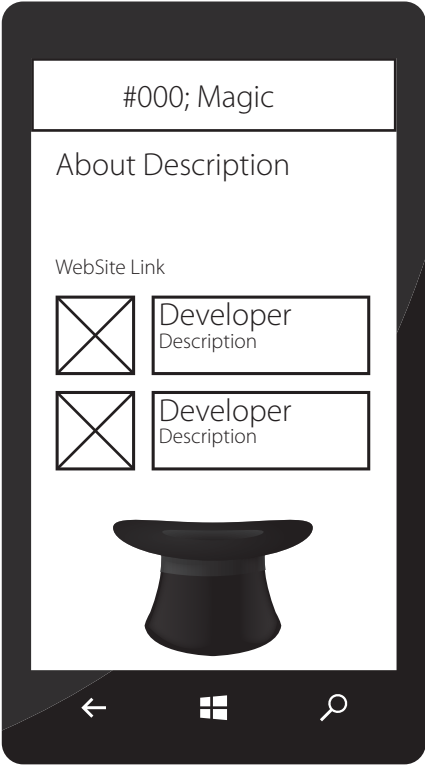 #000; Magic
About Description
WebSite Link
Developer
Description
Developer
Description